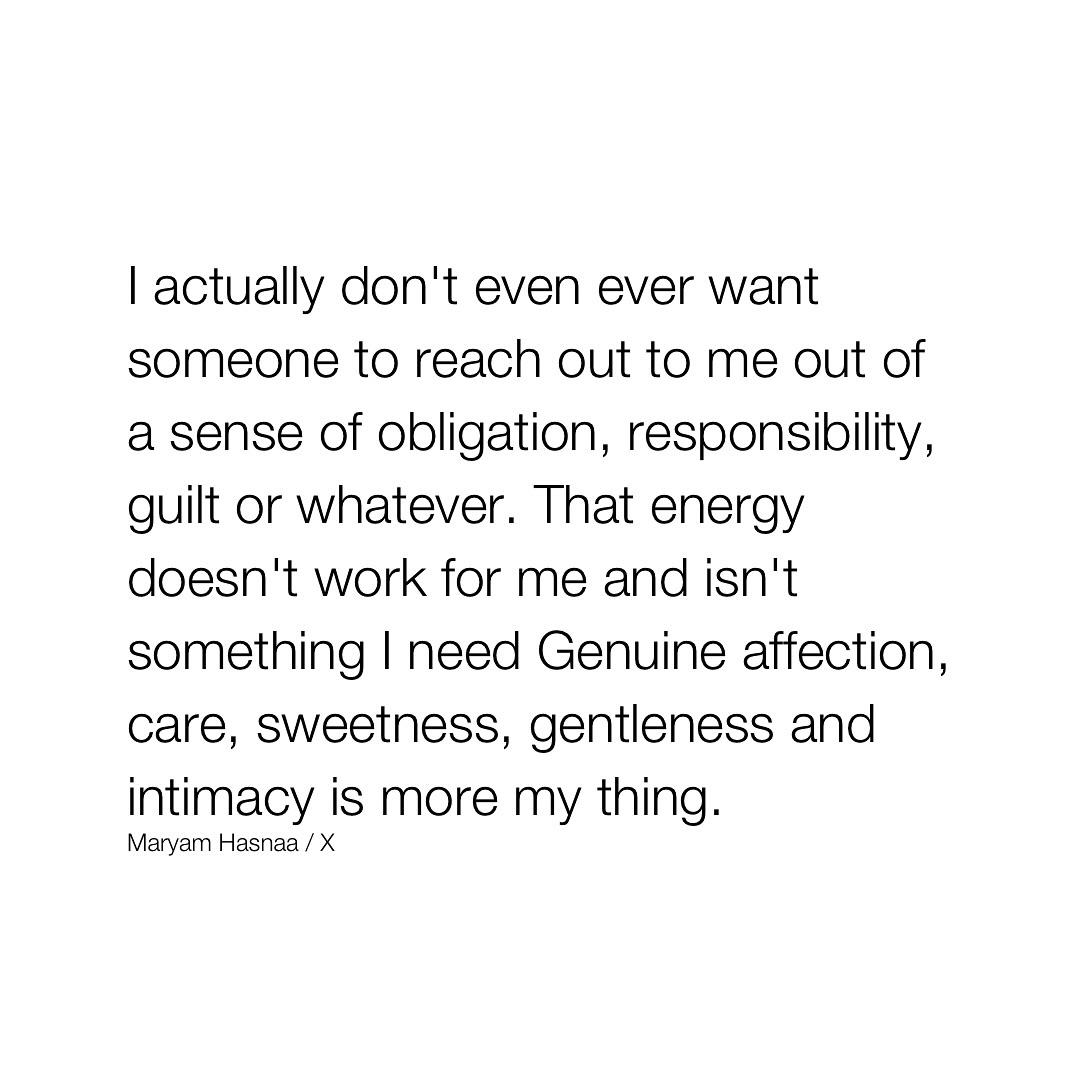 I actually don't even ever want
someone to reach out to me out of
a sense of obligation, responsibility,
guilt or whatever. That energy
doesn't work for me and isn't
something I need Genuine affection,
care, sweetness, gentleness and
intimacy is more my thing.
Maryam Hasnaa / X